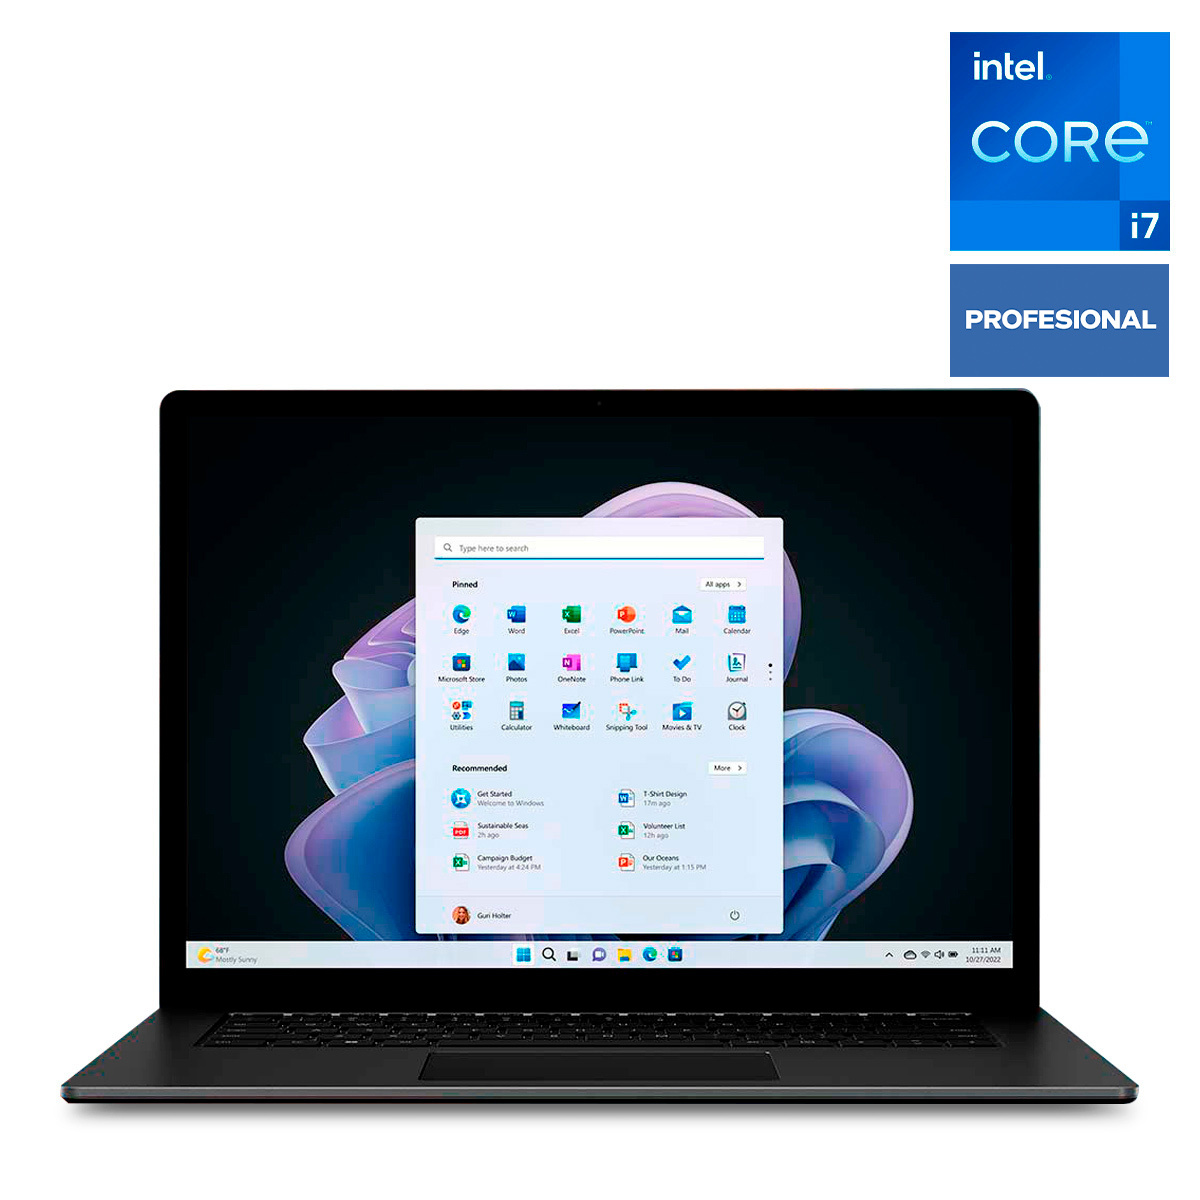 intel
CORE™
i7
PROFESIONAL
Type here to search
Pinned
All apps >
Edge Word Excel PowerPoint Mail Calendar
Microsoft Store Photos OneNote Phone Link To Do Journal
Utilities Calculator Whiteboard Snipping Tool Movies & TV Clock
Recommended
More >
Get Started
Welcome to Windows
T-Shirt Design
17m ago
Sustainable Seas
2h ago
Volunteer List
12h ago
Campaign Budget
Yesterday at 4:24 PM
Our Oceans
Yesterday at 1:15 PM
Guri Holter
68°F
Mostly Sunny
11:11 AM
10/27/2022